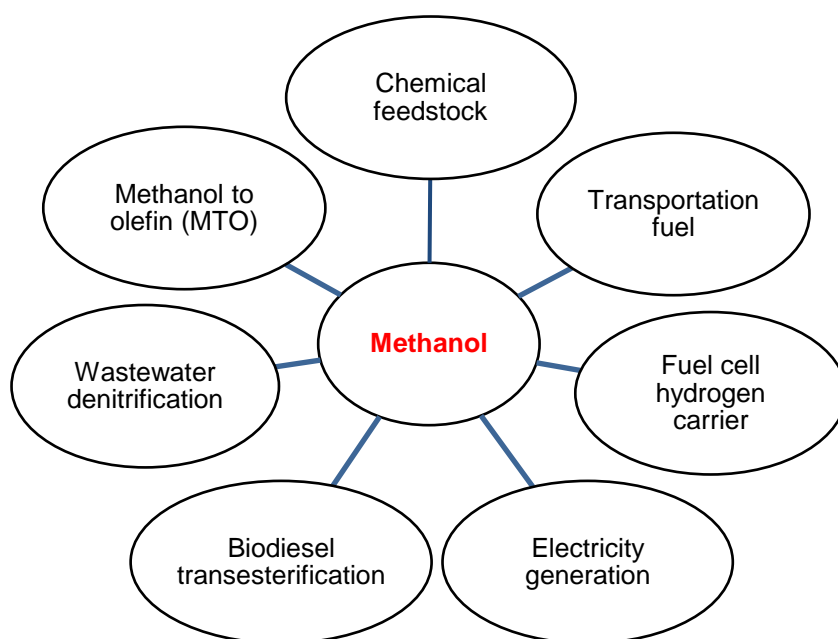 Chemical
feedstock
Methanol to
olefin (MTO)
Transportation
fuel
Methanol
Wastewater
denitrification
Fuel cell
hydrogen
carrier
Biodiesel
transesterification
Electricity
generation